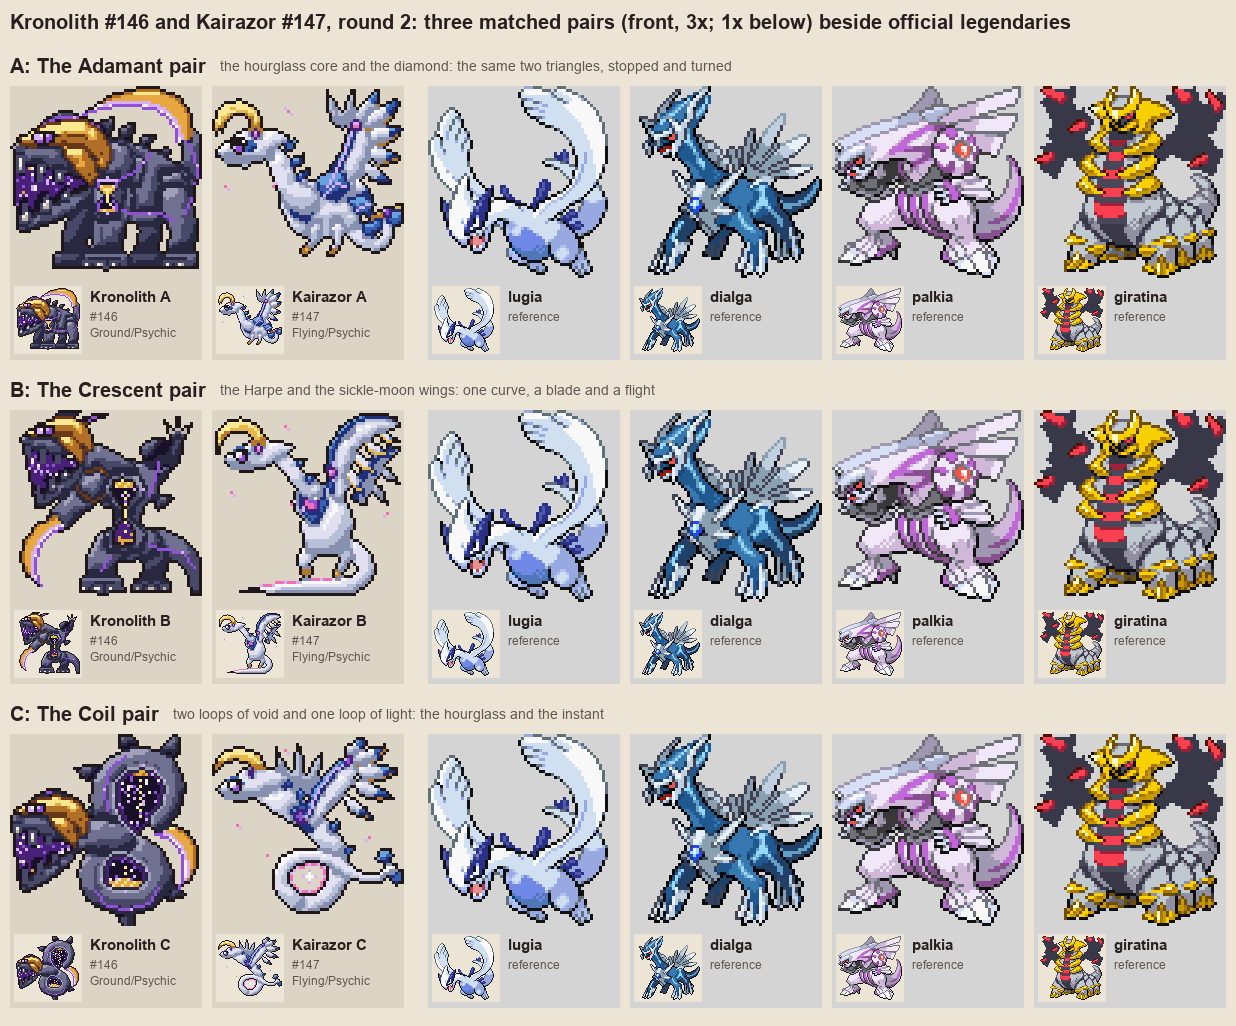 Kronolith #146 and Kairazor #147, round 2: three matched pairs (front, 3x; 1x below) beside official legendaries
A: The Adamant pair the hourglass core and the diamond: the same two triangles, stopped and turned
Kronolith A
#146
Ground/Psychic
Kairazor A
#147
Flying/Psychic
lugia
reference
dialga
reference
palkia
reference
giratina
reference
B: The Crescent pair the Harpe and the sickle-moon wings: one curve, a blade and a flight
Kronolith B
#146
Ground/Psychic
Kairazor B
#147
Flying/Psychic
lugia
reference
dialga
reference
palkia
reference
giratina
reference
C: The Coil pair two loops of void and one loop of light: the hourglass and the instant
Kronolith C
#146
Ground/Psychic
Kairazor C
#147
Flying/Psychic
lugia
reference
dialga
reference
palkia
reference
giratina
reference